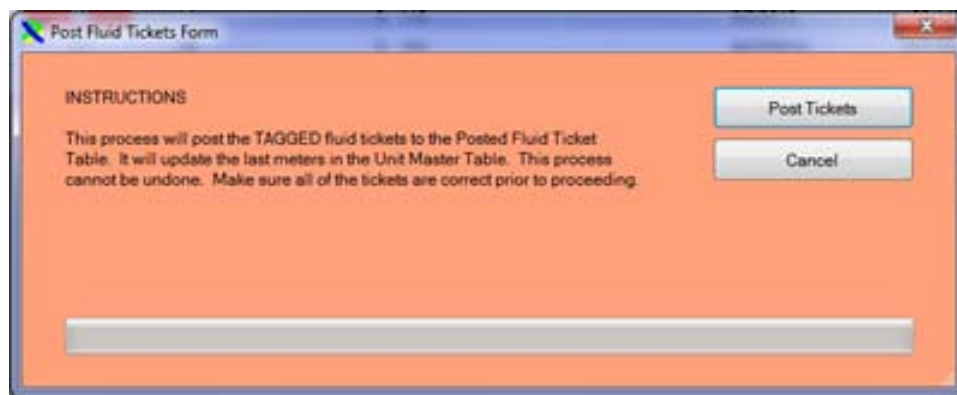 Post Fluid Tickets Form
INSTRUCTIONS
Post Tickets
This process will post the TAGGED fluid tickets to the Posted Fluid Ticket
Table. It will update the last meters in the Unit Master Table. This process
cannot be undone. Make sure all of the tickets are correct prior to proceeding.
Cancel